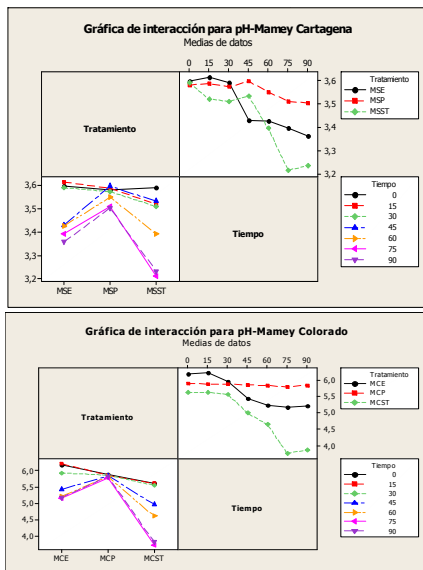 Gráfica de interacción para pH-Mamey Cartagena
Medias de datos
0 15 30 45 60 75 90
Tratamiento
3,6
3,5
3,4
3,3
3,2
Tratamiento
MSE
MSP
MSST
3,6
3,5
3,4
3,3
3,2
Tiempo
MSE MSP MSST
Tiempo
0
15
30
45
60
75
90
Gráfica de interacción para pH-Mamey Colorado
Medias de datos
0 15 30 45 60 75 90
Tratamiento
6,0
5,5
5,0
4,5
4,0
Tratamiento
MCE
MCP
MCST
6,0
5,5
5,0
4,5
4,0
Tiempo
MCE MCP MCST
Tiempo
0
15
30
45
60
75
90